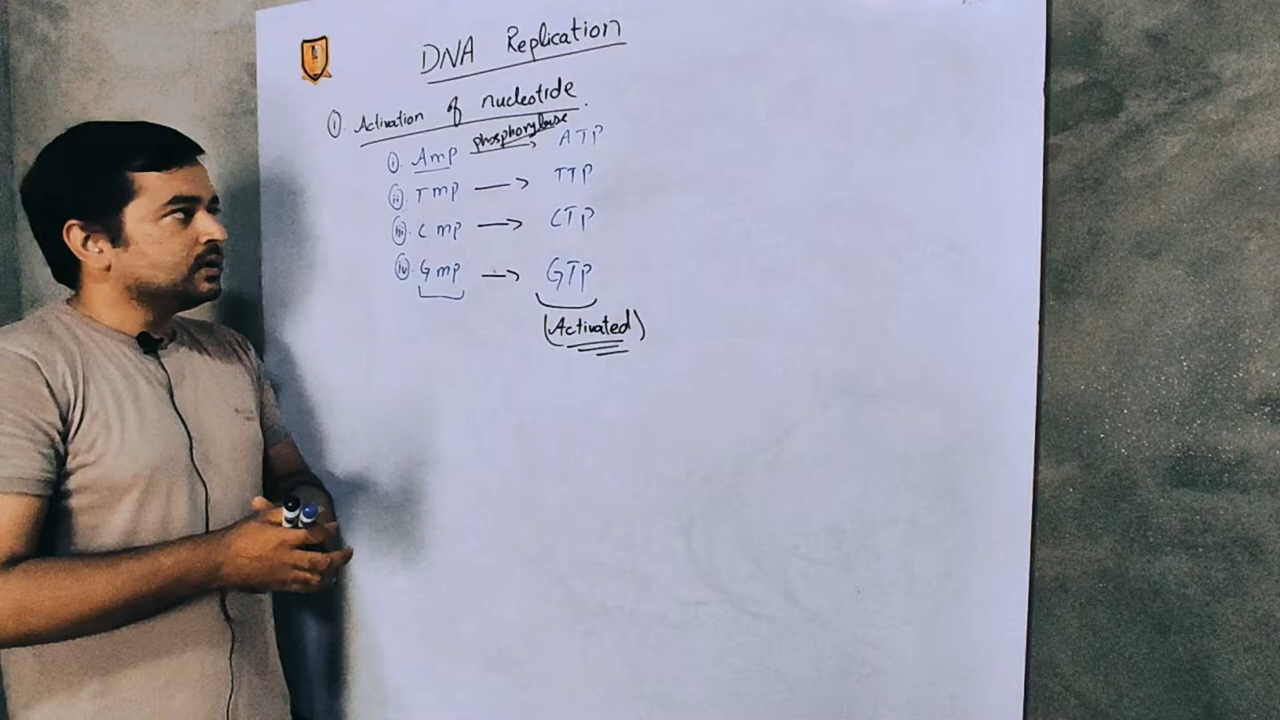 DNA Replication
① Activation of nucleotide.
(i). Amp phosphorylase → ATP
(ii). Tmp → TTP
(iii). Cmp → CTP
(iv). Gmp → GTP
(Activated)